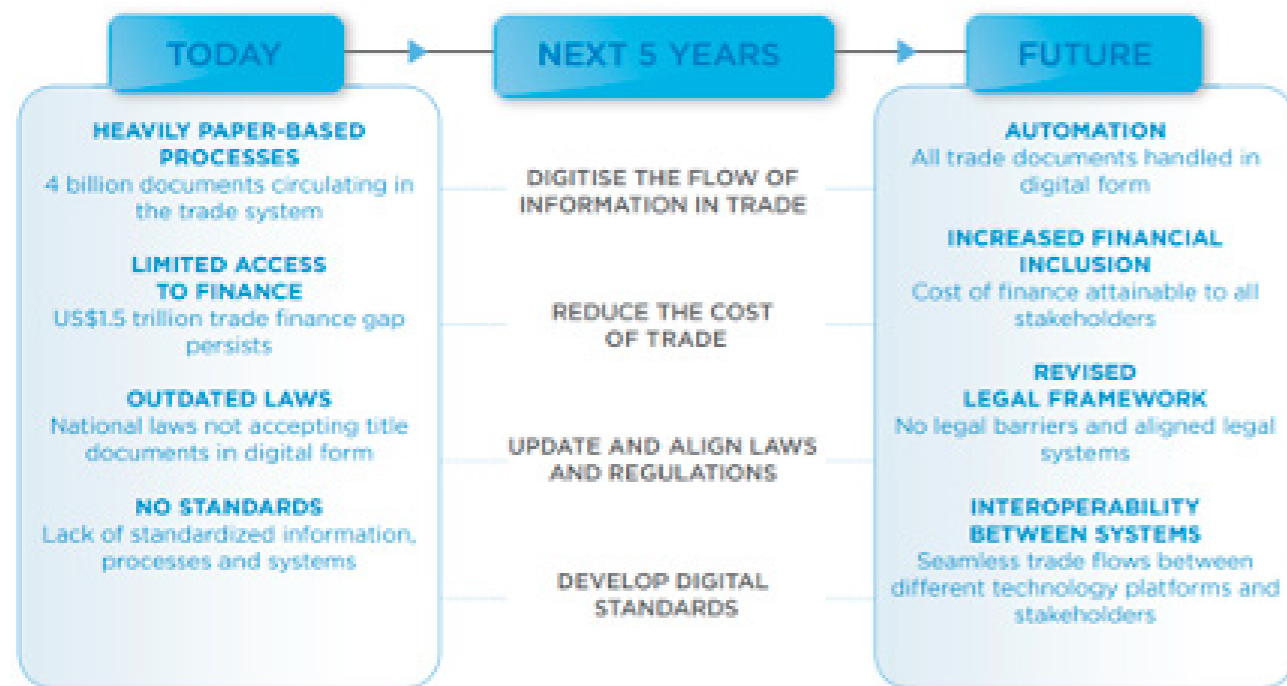 TODAY
HEAVILY PAPER-BASED
PROCESSES
4 billion documents circulating in
the trade system
LIMITED ACCESS
TO FINANCE
US$1.5 trillion trade finance gap
persists
OUTDATED LAWS
National laws not accepting title
documents in digital form
NO STANDARDS
Lack of standardized information,
processes and systems
NEXT 5 YEARS
DIGITISE THE FLOW OF
INFORMATION IN TRADE
REDUCE THE COST
OF TRADE
UPDATE AND ALIGN LAWS
AND REGULATIONS
DEVELOP DIGITAL
STANDARDS
FUTURE
AUTOMATION
All trade documents handled in
digital form
INCREASED FINANCIAL
INCLUSION
Cost of finance attainable to all
stakeholders
REVISED
LEGAL FRAMEWORK
No legal barriers and aligned legal
systems
INTEROPERABILITY
BETWEEN SYSTEMS
Seamless trade flows between
different technology platforms and
stakeholders